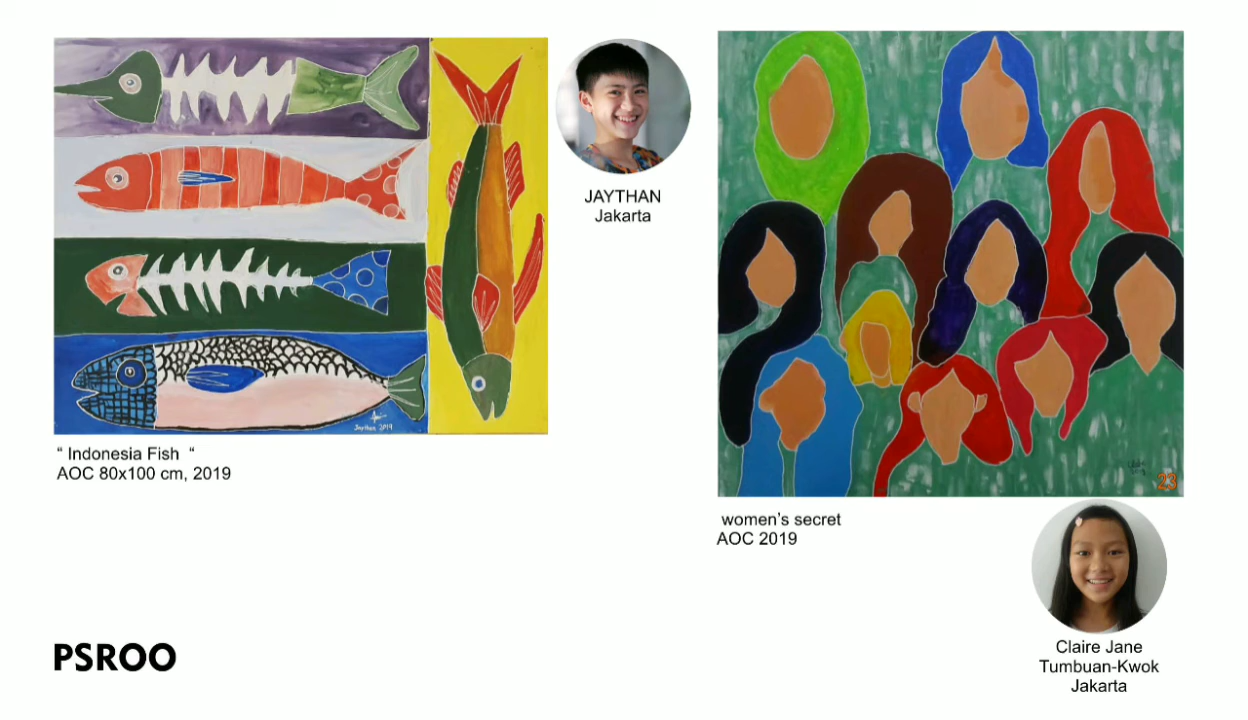 JAYTHAN
Jakarta
Jaythan 2019
“ Indonesia Fish “
AOC 80x100 cm, 2019
23
women’s secret
AOC 2019
Claire Jane
Tumbuan-Kwok
Jakarta
PSROO